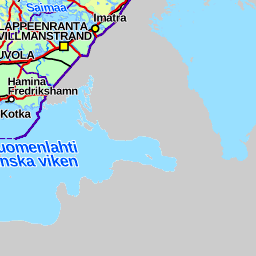 Saimaa
Imatra
LAPPEENRANTA
VILLMANSTRAND
UVOLA
Hamina
Fredrikshamn
Kotka
uomenlahti
nska viken